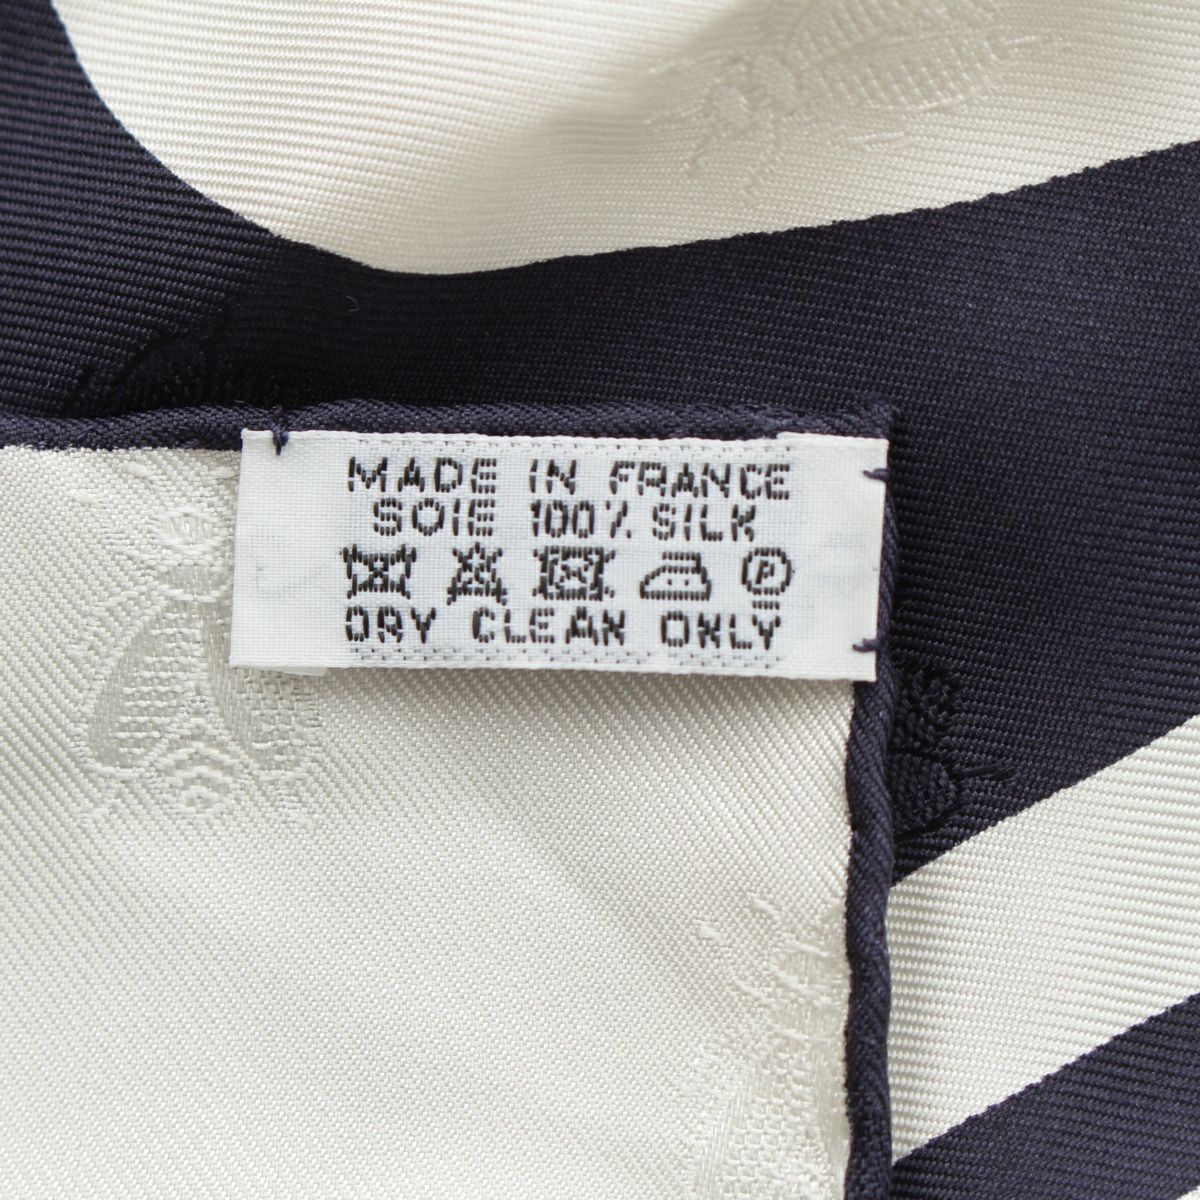 MADE IN FRANCE
SOIE 100% SILK
P
DRY CLEAN ONLY